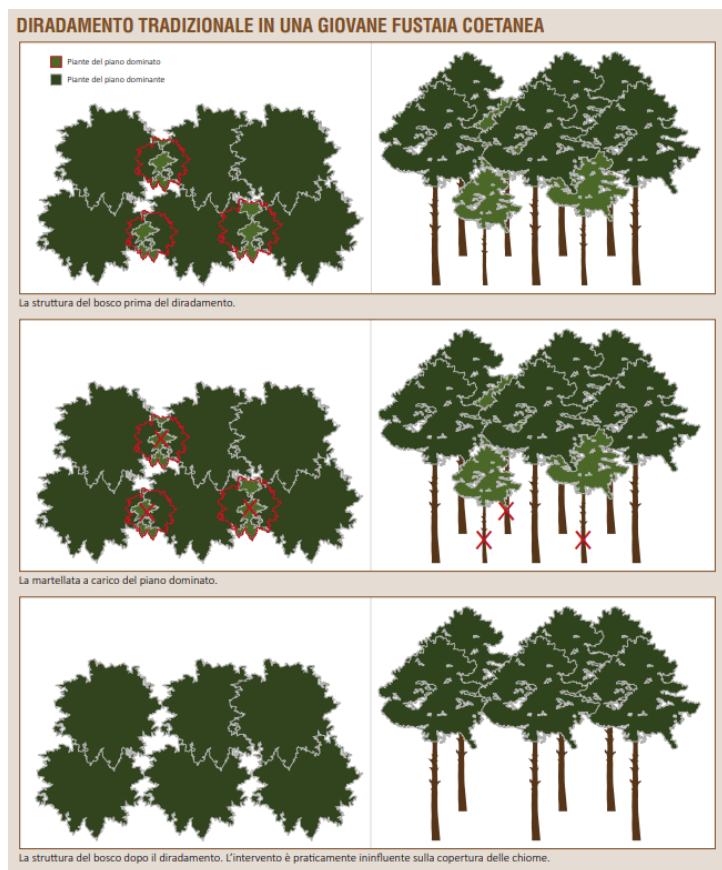 DIRADAMENTO TRADIZIONALE IN UNA GIOVANE FUSTAIA COETANEA
Piante del piano dominato
Piante del piano dominante
La struttura del bosco prima del diradamento.
La martellata a carico del piano dominato.
La struttura del bosco dopo il diradamento. L'intervento è praticamente ininfluente sulla copertura delle chiome.